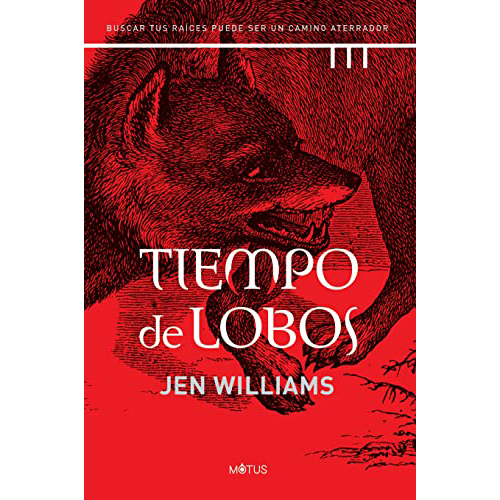 BUSCAR TUS RAÍCES PUEDE SER UN CAMINO ATERRADOR
TIEMPO
de LOBOS
JEN WILLIAMS
MOTUS